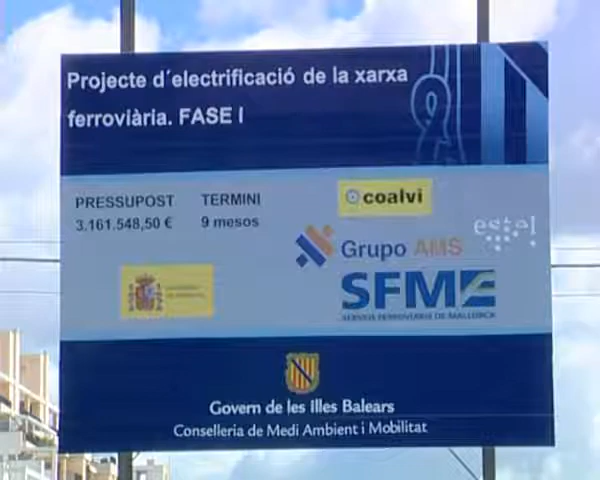 Projecte d´electrificació de la xarxa
ferroviària. FASE I
PRESSUPOST TERMINI
3.161.548,50 € 9 mesos
coalvi
estel
Grupo AMS
SFM
SERVEIS FERROVIARIS DE MALLORCA
Govern de les Illes Balears
Conselleria de Medi Ambient i Mobilitat